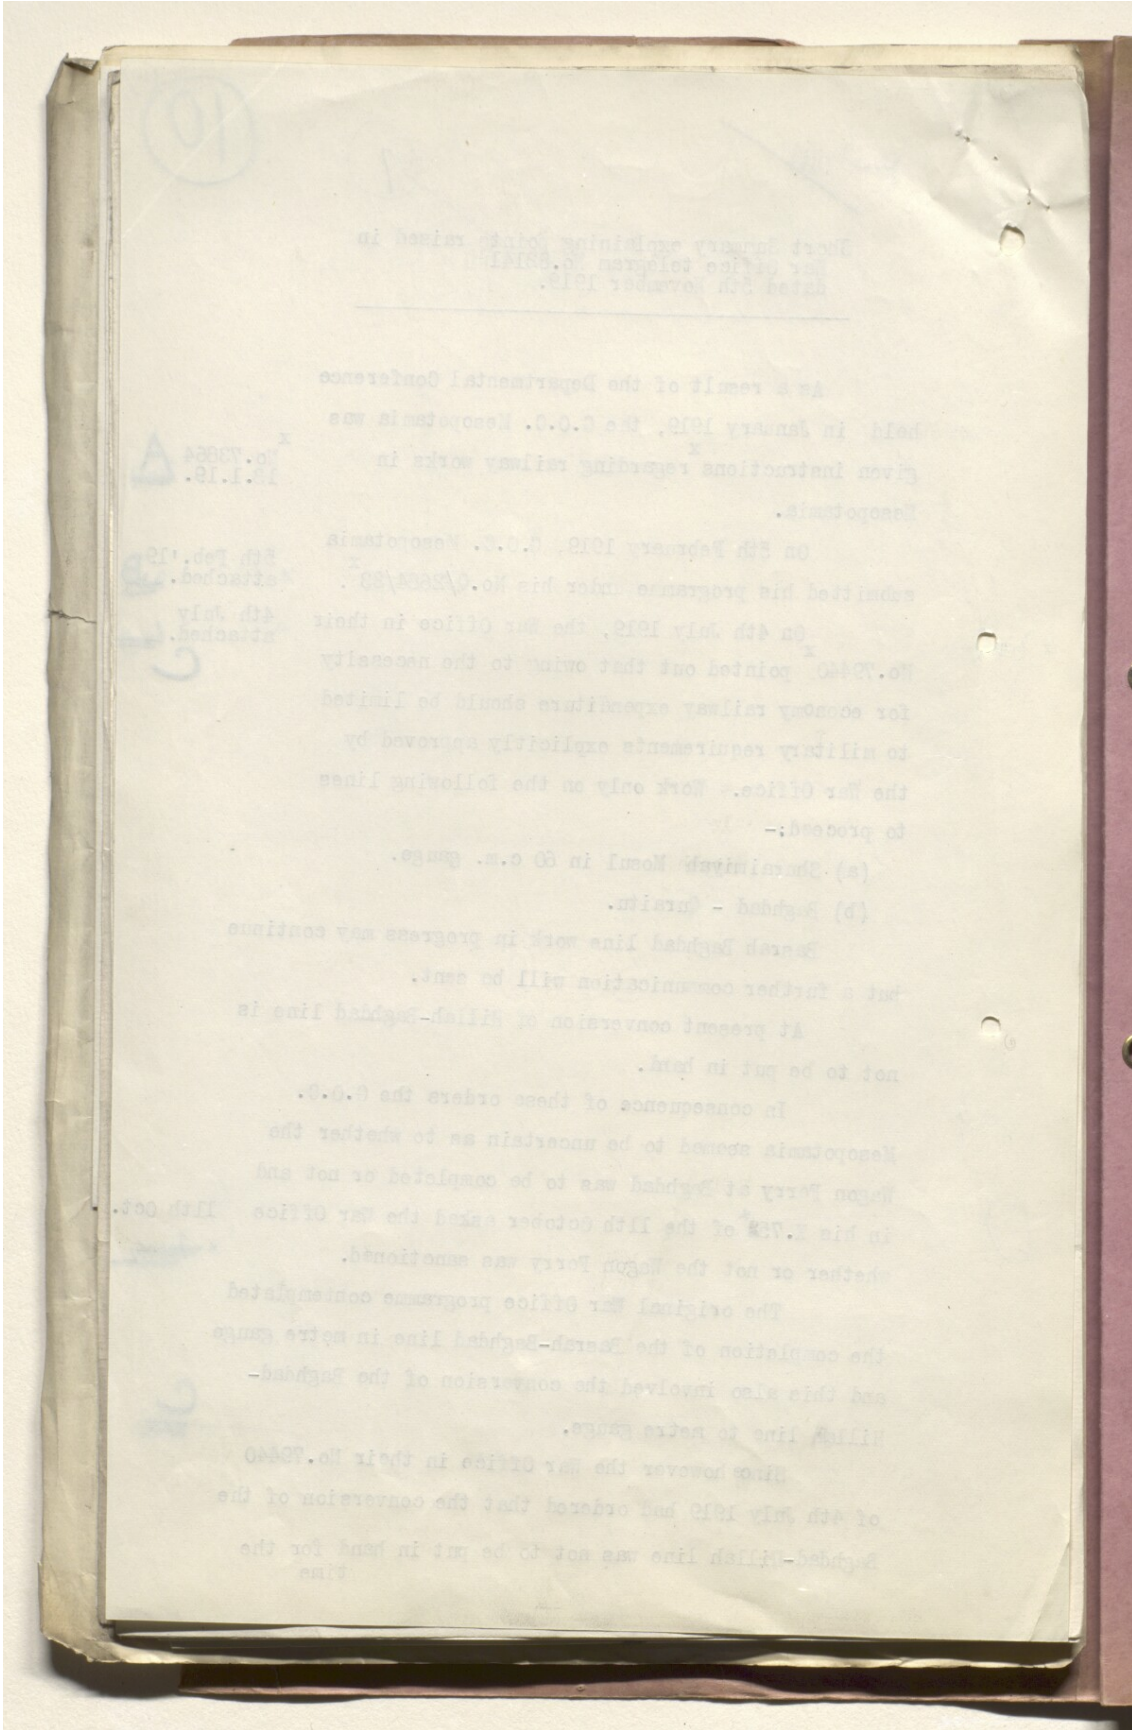 10
Short Summary explaining points raised in
War Office telegram No.82141
dated 5th November 1919.
As a result of the Departmental Conference
held in January 1919, the G.O.C. Mesopotamia was
given instructions x regarding railway works in
Mesopotamia.
x
No.73864
18.1.19.
A
On 5th February 1919, G.O.C. Mesopotamia
submitted his programme under his No.Q/2664/23 x.
5th Feb.'19
attached.
B
On 4th July 1919, the War Office in their
No.79440 x pointed out that owing to the necessity
4th July
attached.
C
for economy railway expenditure should be limited
to military requirements explicitly approved by
the War Office. Work only on the following lines
to proceed;-
(a) Sharalmiyah Mosul in 60 c.m. gauge.
(b) Baghdad - Quraitu.
Basrah Baghdad line work in progress may continue
but a further communication will be sent.
At present conversion of Hillah-Baghdad line is
not to be put in hand.
In consequence of these orders the G.O.C.
Mesopotamia seemed to be uncertain as to whether the
Wagon Ferry at Baghdad was to be completed or not and
in his X. of the 11th October asked the War Office
11th Oct.
whether or not the Wagon Ferry was sanctioned.
The original War Office programme contemplated
the completion of the Basrah-Baghdad line in metre gauge
and this also involved the conversion of the Baghdad-
Hillah line to metre gauge.
C
Since however the War Office in their No.79440
of 4th July 1919 had ordered that the conversion of the
Baghdad-Hillah line was not to be put in hand for the
time